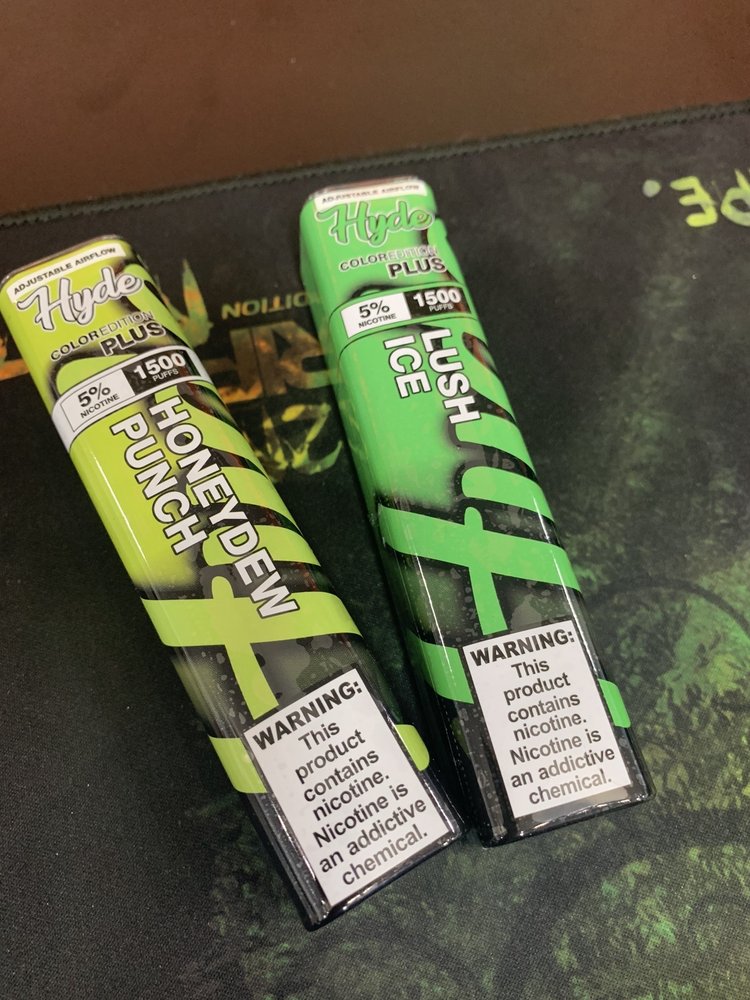 ADJUSTABLE AIRFLOW
Hyde
COLOR EDITION
PLUS
5%
NICOTINE
1500
PUFFS
HONEYDEW
PUNCH
WARNING:
This
product
contains
nicotine.
Nicotine is
an addictive
chemical.
ADJUSTABLE AIRFLOW
Hyde
COLOR EDITION
PLUS
5%
NICOTINE
1500
PUFFS
LUSH
ICE
WARNING:
This
product
contains
nicotine.
Nicotine is
an addictive
chemical.